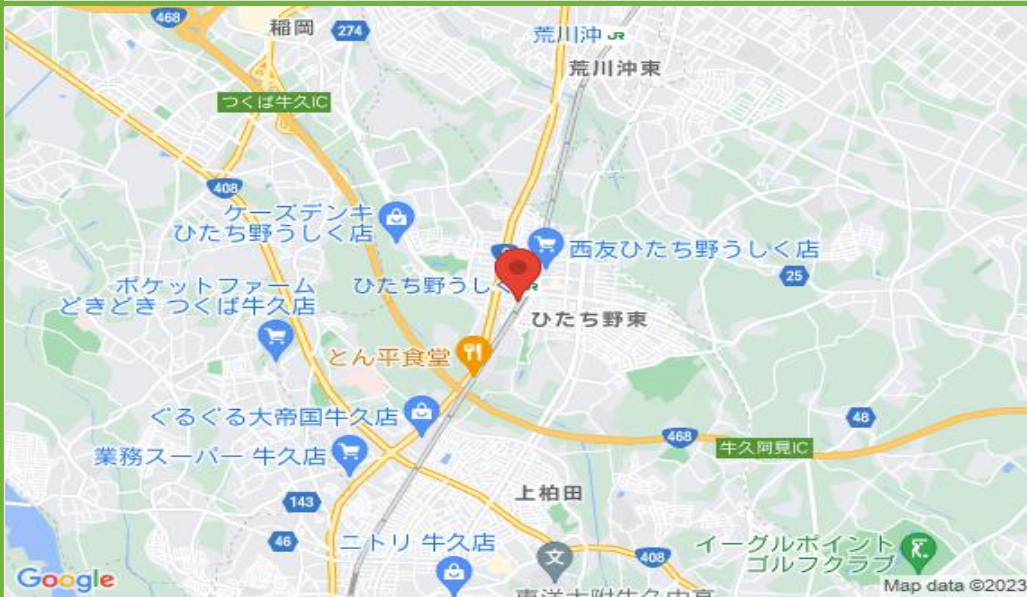 468
稲岡
274
荒川沖 JR
荒川沖東
つくば牛久IC
408
ケーズデンキ
ひたち野うしく店
西友ひたち野うしく店
25
ポケットファーム
どきどき つくば牛久店
ひたち野うしく
ひたち野東
とん平食堂
ぐるぐる大帝国牛久店
48
468
牛久阿見IC
業務スーパー 牛久店
上柏田
143
46
ニトリ 牛久店
文
408
イーグルポイント
ゴルフクラブ
Google
Map data ©2023